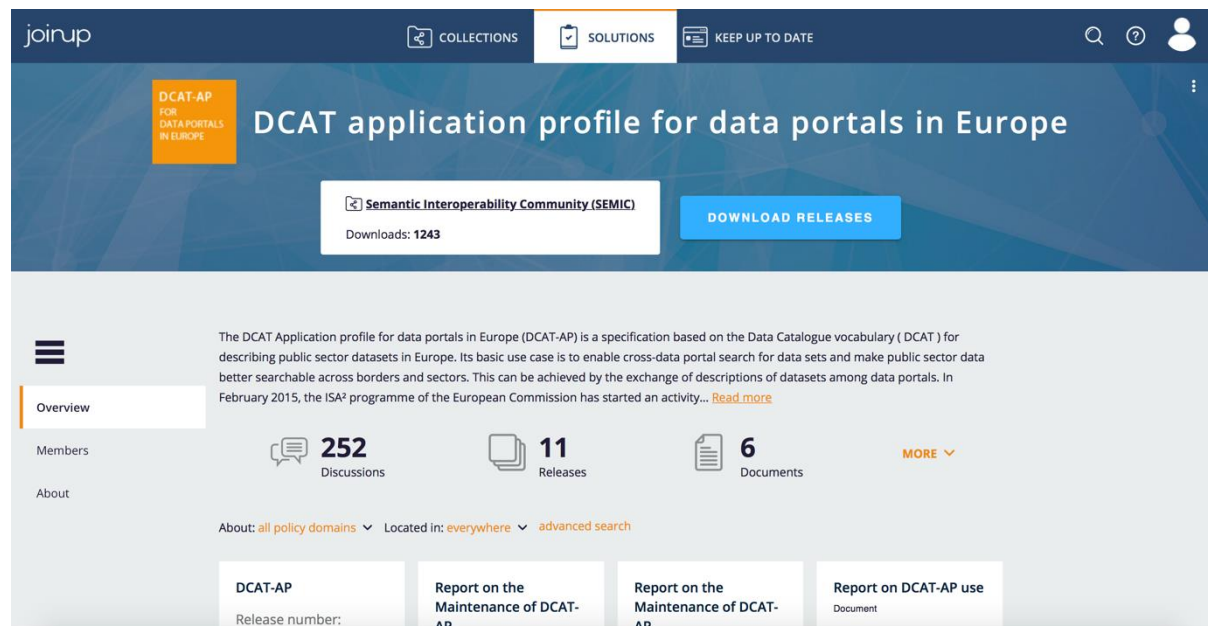 joinup
COLLECTIONS
SOLUTIONS
KEEP UP TO DATE
DCAT-AP
FOR
DATA PORTALS
IN EUROPE
DCAT application profile for data portals in Europe
Semantic Interoperability Community (SEMIC)
Downloads: 1243
DOWNLOAD RELEASES
The DCAT Application profile for data portals in Europe (DCAT-AP) is a specification based on the Data Catalogue vocabulary ( DCAT ) for
describing public sector datasets in Europe. Its basic use case is to enable cross-data portal search for data sets and make public sector data
better searchable across borders and sectors. This can be achieved by the exchange of descriptions of datasets among data portals. In
February 2015, the ISA² programme of the European Commission has started an activity... Read more
Overview
Members
About
252
Discussions
11
Releases
6
Documents
MORE
About: all policy domains Located in: everywhere advanced search
DCAT-AP
Release number:
Report on the
Maintenance of DCAT-
AP
Report on the
Maintenance of DCAT-
AP
Report on DCAT-AP use
Document